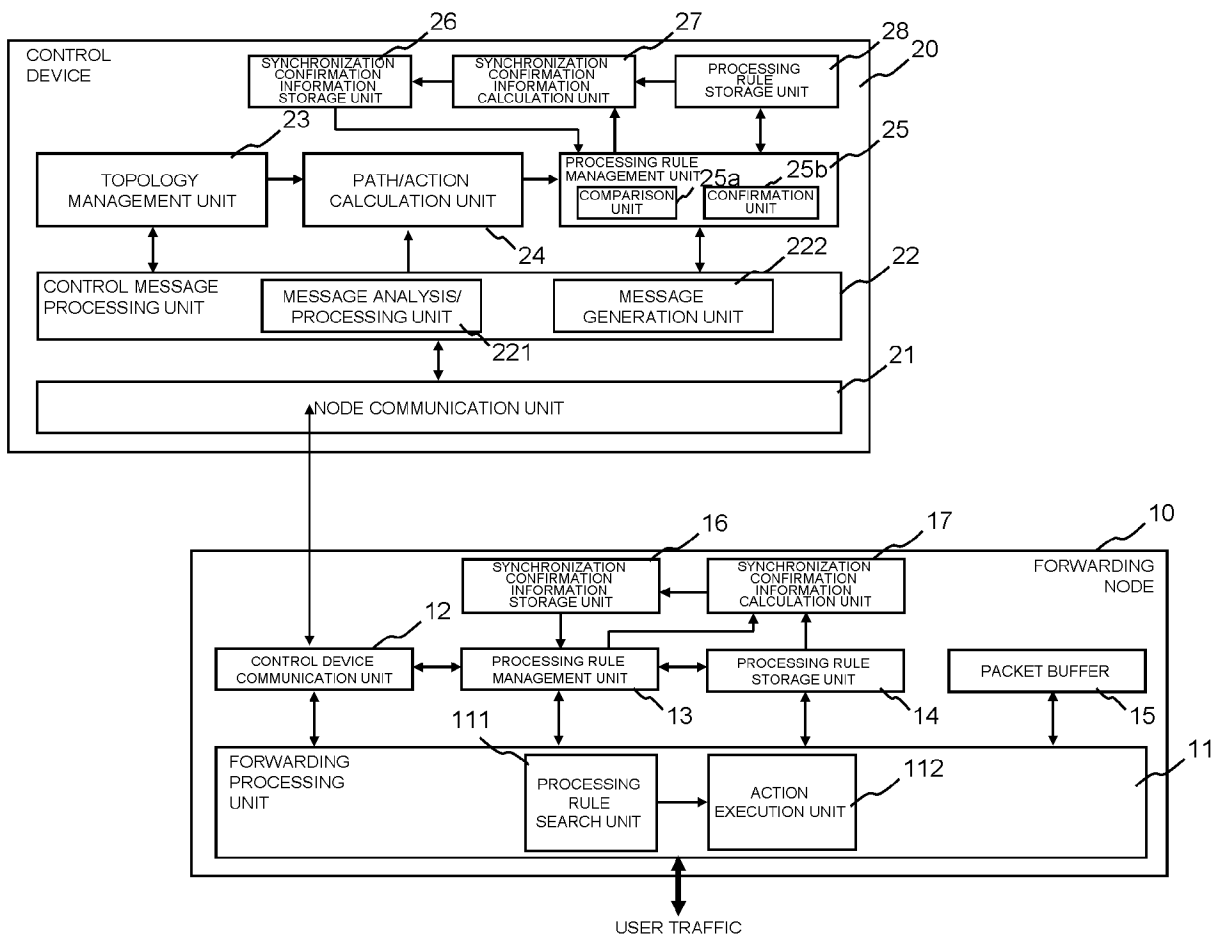 26
27
28
20
CONTROL
DEVICE
SYNCHRONIZATION
CONFIRMATION
INFORMATION
STORAGE UNIT
SYNCHRONIZATION
CONFIRMATION
INFORMATION
CALCULATION UNIT
PROCESSING
RULE
STORAGE UNIT
23
25
TOPOLOGY
MANAGEMENT UNIT
PATH/ACTION
CALCULATION UNIT
PROCESSING RULE
MANAGEMENT UNIT
25a
25b
COMPARISON
UNIT
CONFIRMATION
UNIT
24
222
22
CONTROL MESSAGE
PROCESSING UNIT
MESSAGE ANALYSIS/
PROCESSING UNIT
MESSAGE
GENERATION UNIT
221
21
NODE COMMUNICATION UNIT
16
17
10
SYNCHRONIZATION
CONFIRMATION
INFORMATION
STORAGE UNIT
SYNCHRONIZATION
CONFIRMATION
INFORMATION
CALCULATION UNIT
FORWARDING
NODE
12
CONTROL DEVICE
COMMUNICATION UNIT
PROCESSING RULE
MANAGEMENT UNIT
PROCESSING RULE
STORAGE UNIT
PACKET BUFFER
13
14
15
111
112
11
FORWARDING
PROCESSING
UNIT
PROCESSING
RULE
SEARCH UNIT
ACTION
EXECUTION UNIT
USER TRAFFIC